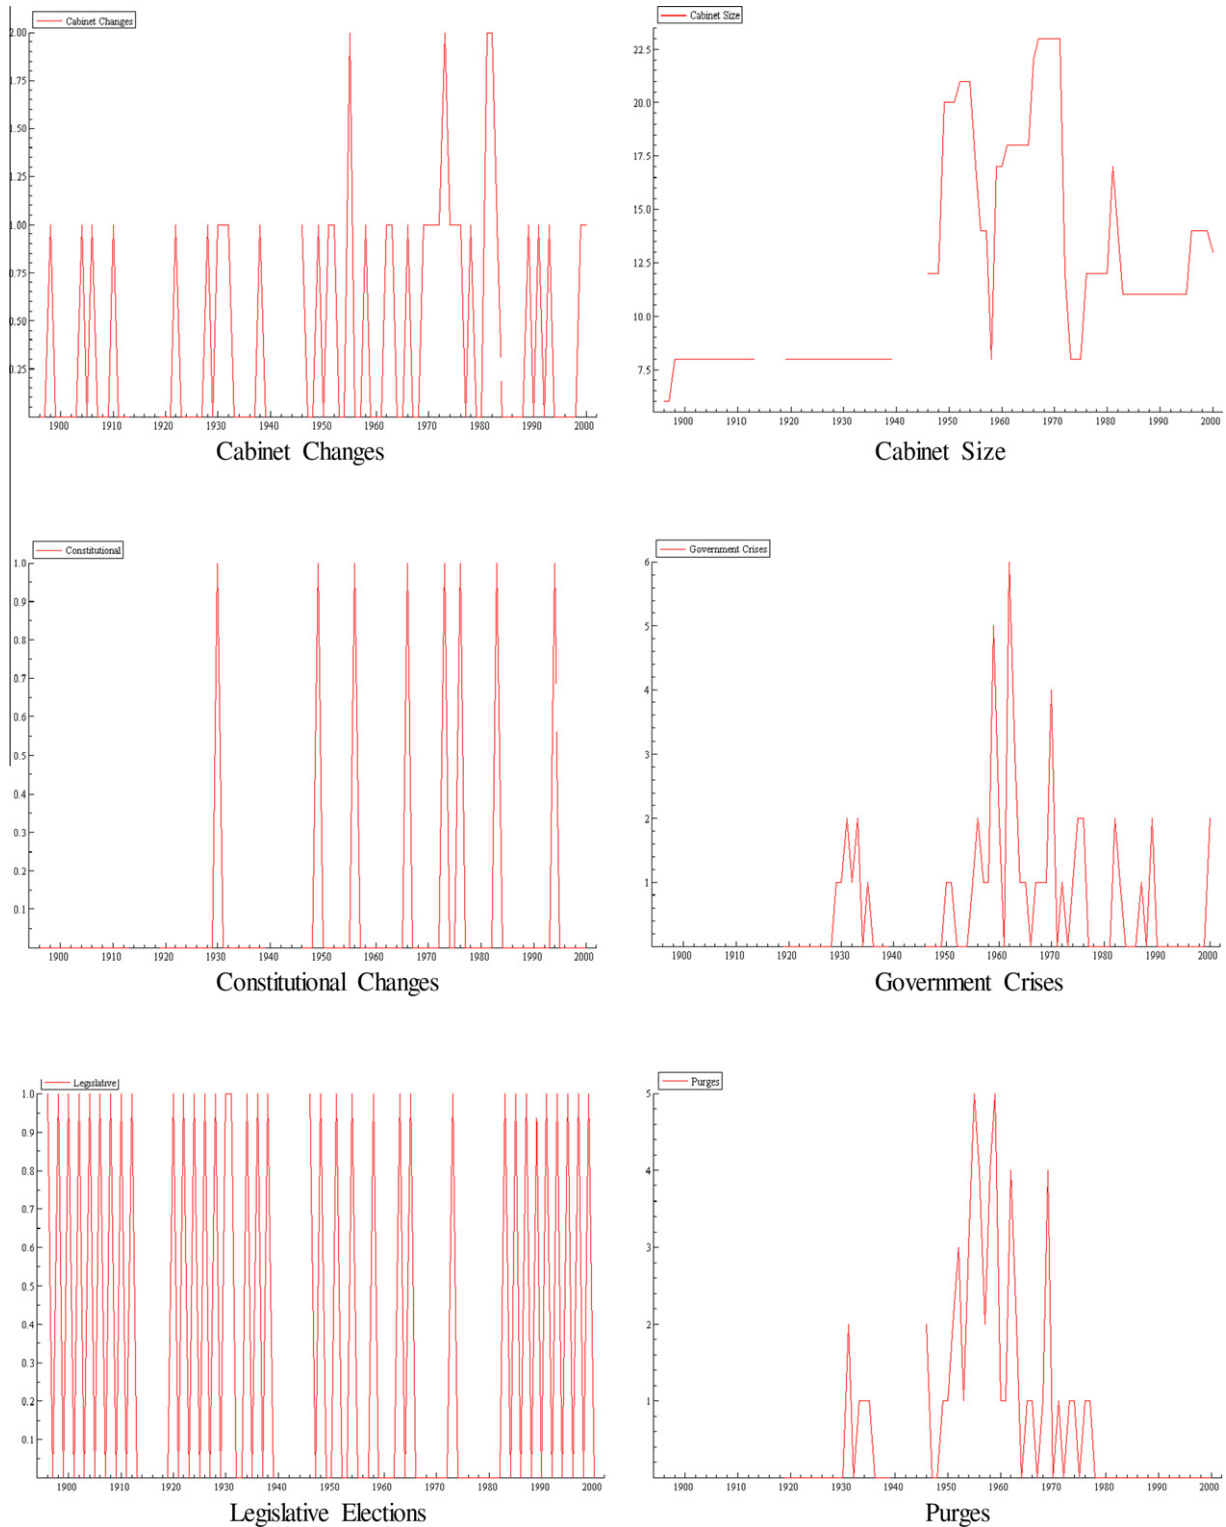 Cabinet Changes
2.00
1.75
1.50
1.25
1.00
0.75
0.50
0.25
1900 1910 1920 1930 1940 1950 1960 1970 1980 1990 2000
Cabinet Changes
Cabinet Size
22.5
20.0
17.5
15.0
12.5
10.0
7.5
1900 1910 1920 1930 1940 1950 1960 1970 1980 1990 2000
Cabinet Size
Constitutional
1.0
0.9
0.8
0.7
0.6
0.5
0.4
0.3
0.2
0.1
1900 1910 1920 1930 1940 1950 1960 1970 1980 1990 2000
Constitutional Changes
Government Crises
6
5
4
3
2
1
1900 1910 1920 1930 1940 1950 1960 1970 1980 1990 2000
Government Crises
Legislative
1.0
0.9
0.8
0.7
0.6
0.5
0.4
0.3
0.2
0.1
1900 1910 1920 1930 1940 1950 1960 1970 1980 1990 2000
Legislative Elections
Purges
5
4
3
2
1
1900 1910 1920 1930 1940 1950 1960 1970 1980 1990 2000
Purges